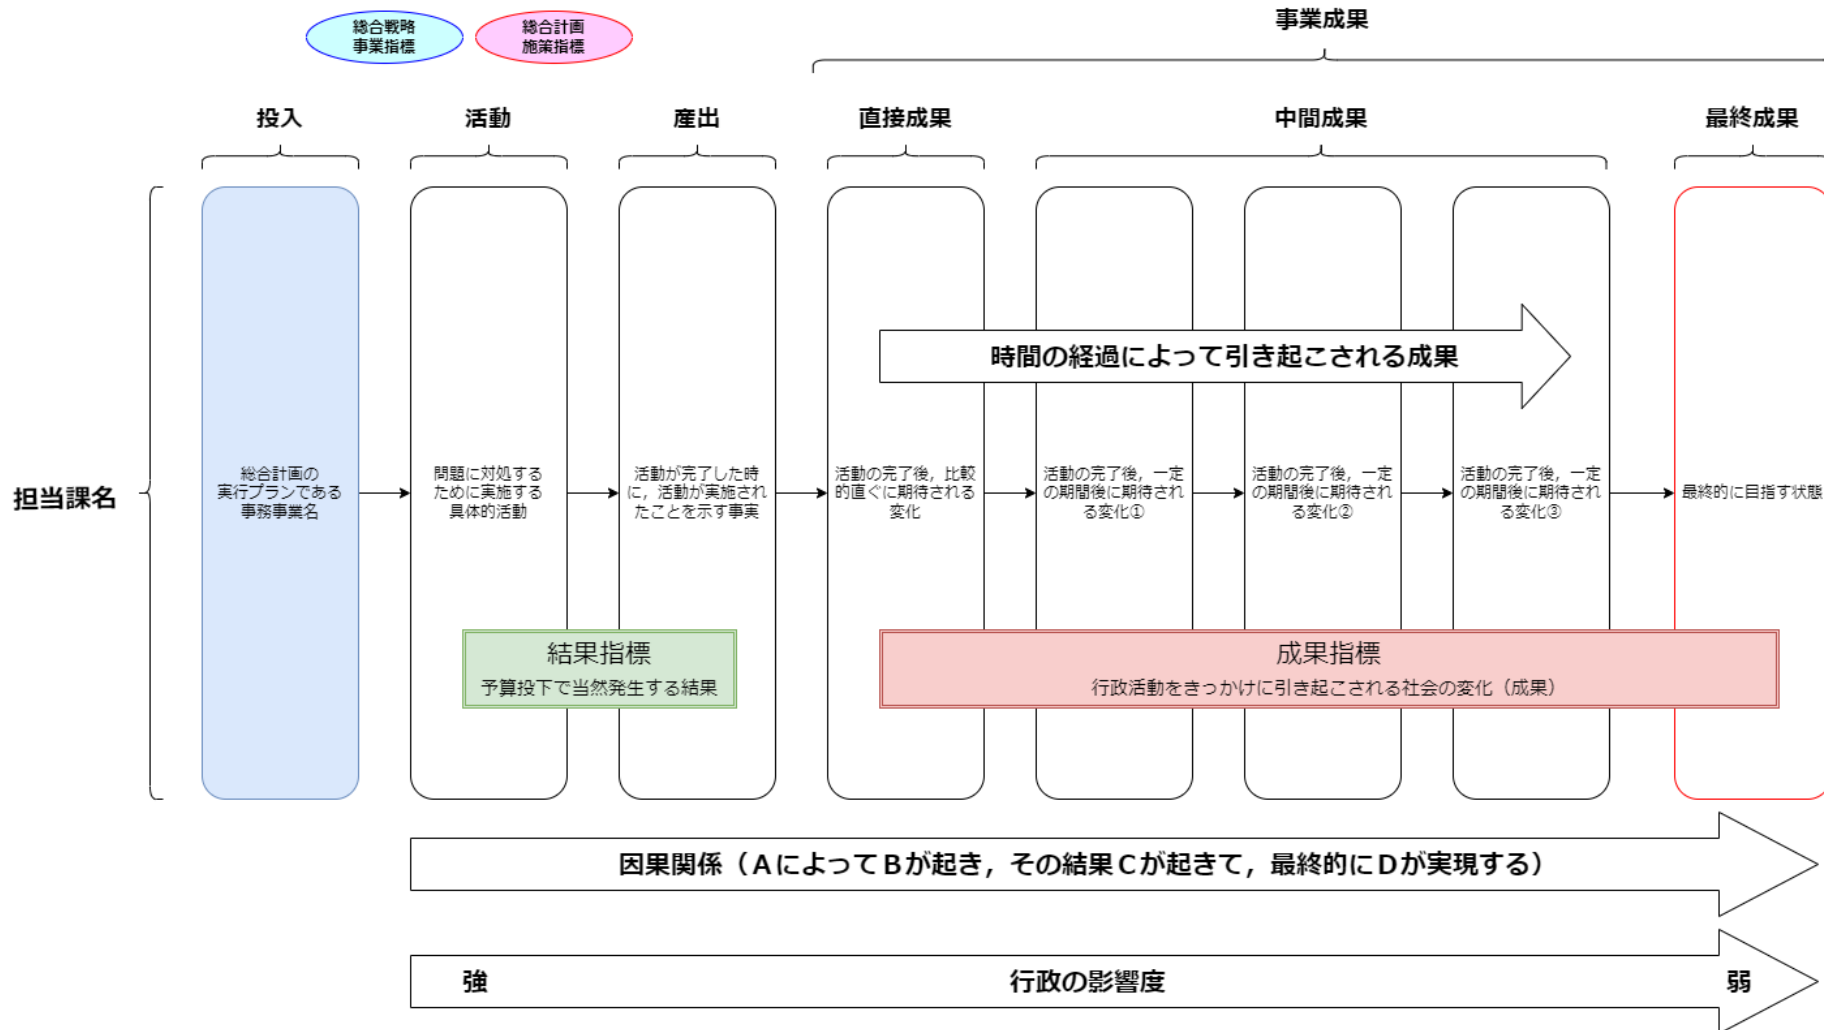 総合戦略
事業指標
総合計画
施策指標
事業成果
投入
活動
産出
直接成果
中間成果
最終成果
時間の経過によって引き起こされる成果
担当課名
総合計画の
実行プランである
事務事業名
問題に対処する
ために実施する
具体的活動
活動が完了した時
に，活動が実施され
たことを示す事実
活動の完了後，比較
的直ぐに期待される
変化
活動の完了後，一定
の期間後に期待され
る変化①
活動の完了後，一定
の期間後に期待され
る変化②
活動の完了後，一定
の期間後に期待され
る変化③
最終的に目指す状態
結果指標
予算投下で当然発生する結果
成果指標
行政活動をきっかけに引き起こされる社会の変化（成果）
因果関係（ＡによってＢが起き，その結果Ｃが起きて，最終的にＤが実現する）
強
行政の影響度
弱